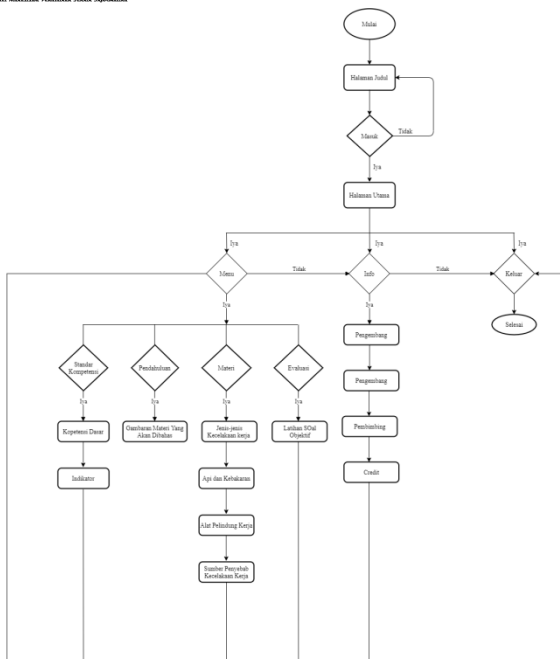 Mulai
Halaman Judul
Masuk
Tidak
Iya
Halaman Utama
Iya
Iya
Iya
Menu
Tidak
Info
Tidak
Keluar
Iya
Iya
Selesai
Pengembang
Standar
Kompetensi
Pendahuluan
Materi
Evaluasi
Pengembang
Iya
Iya
Iya
Iya
Kopetensi Dasar
Gambaran Materi Yang
Akan Dibahas
Jenis-jenis
Kecelakaan kerja
Latihan SOal
Objektif
Pembimbing
Indikator
Api dan Kebakaran
Credit
Alat Pelindung Kerja
Sumber Penyebab
Kecelakaan Kerja